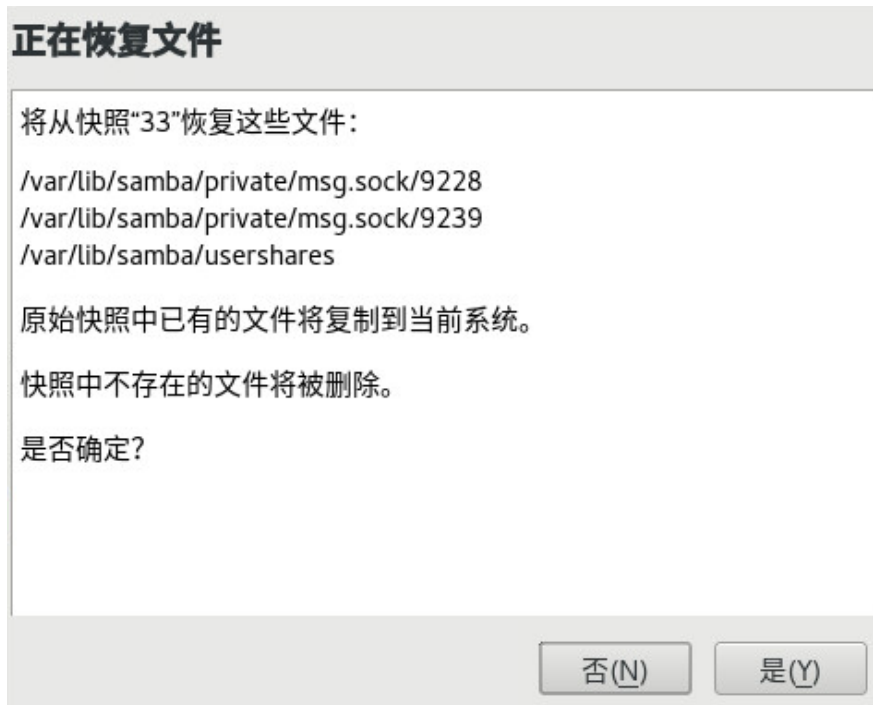 正在恢复文件
将从快照“33”恢复这些文件：
/var/lib/samba/private/msg.sock/9228
/var/lib/samba/private/msg.sock/9239
/var/lib/samba/usershares
原始快照中已有的文件将复制到当前系统。
快照中不存在的文件将被删除。
是否确定？
否(N) 是(Y)